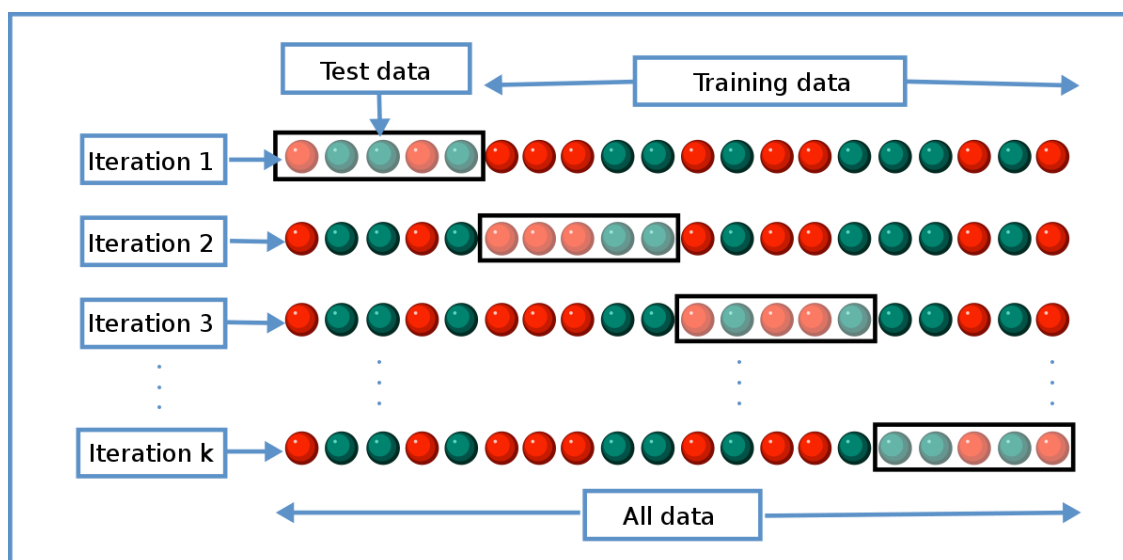 Test data
Training data
Iteration 1
Iteration 2
Iteration 3
Iteration k
All data